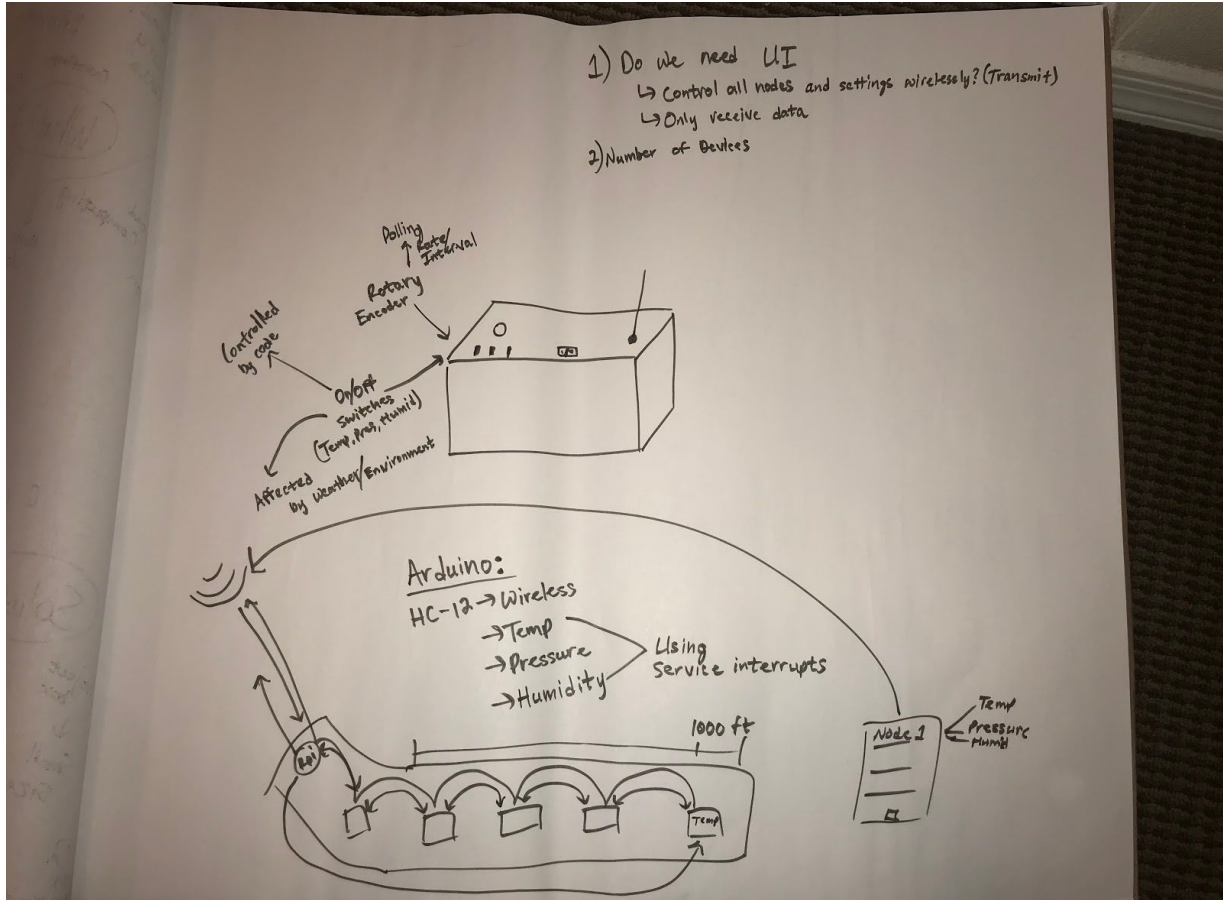 1) Do we need UI
↳ Control all nodes and settings wirelessly? (Transmit)
↳ Only receive data
2) Number of Devices
Polling
Rate/
Interval
Rotary
Encoder
Controlled
by code
On/Off
Switches
(Temp, Pres, Humid)
Affected
by Weather/Environment
Arduino:
HC-12 → Wireless
→ Temp
→ Pressure
→ Humidity
Using
Service interrupts
1000 ft
Node 1
Temp
Pressure
Humid
RPi
Temp